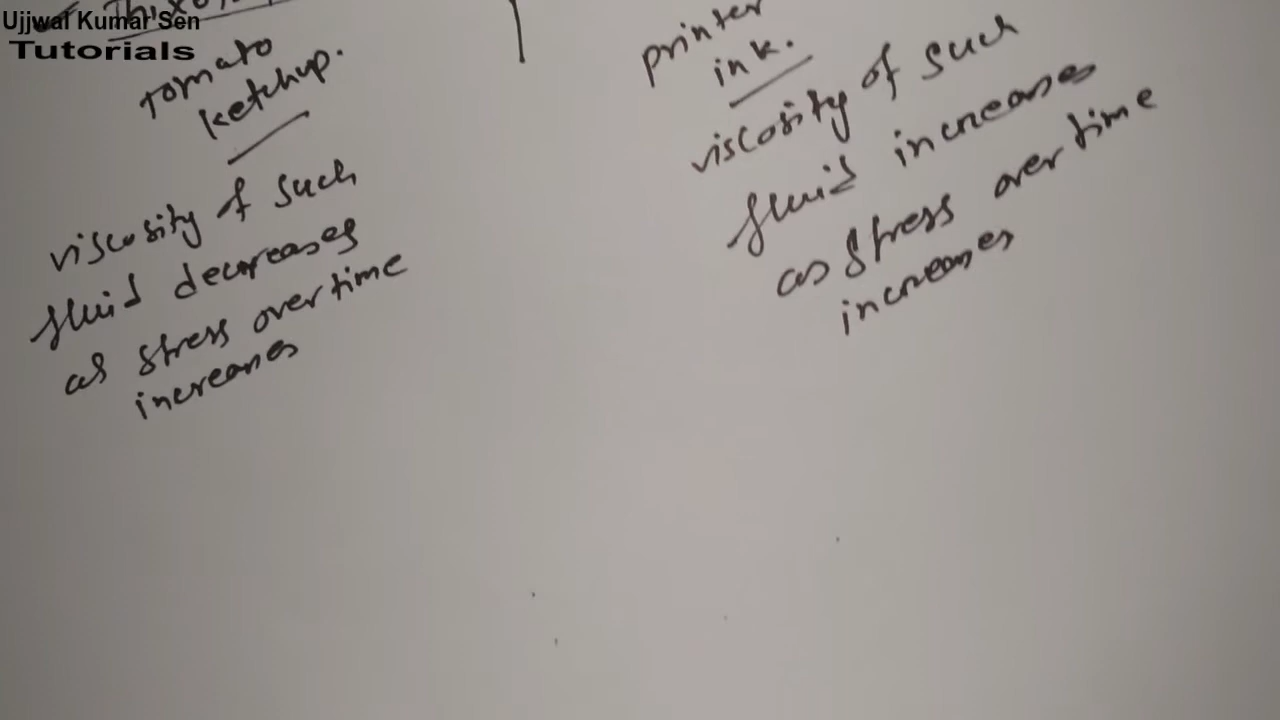 Ujjwal Kumar Sen
Tutorials
Tomato
ketchup.
viscosity of such
fluid decreases
as stress over time
increases
printer
ink.
viscosity of such
fluid increases
as stress over time
increases